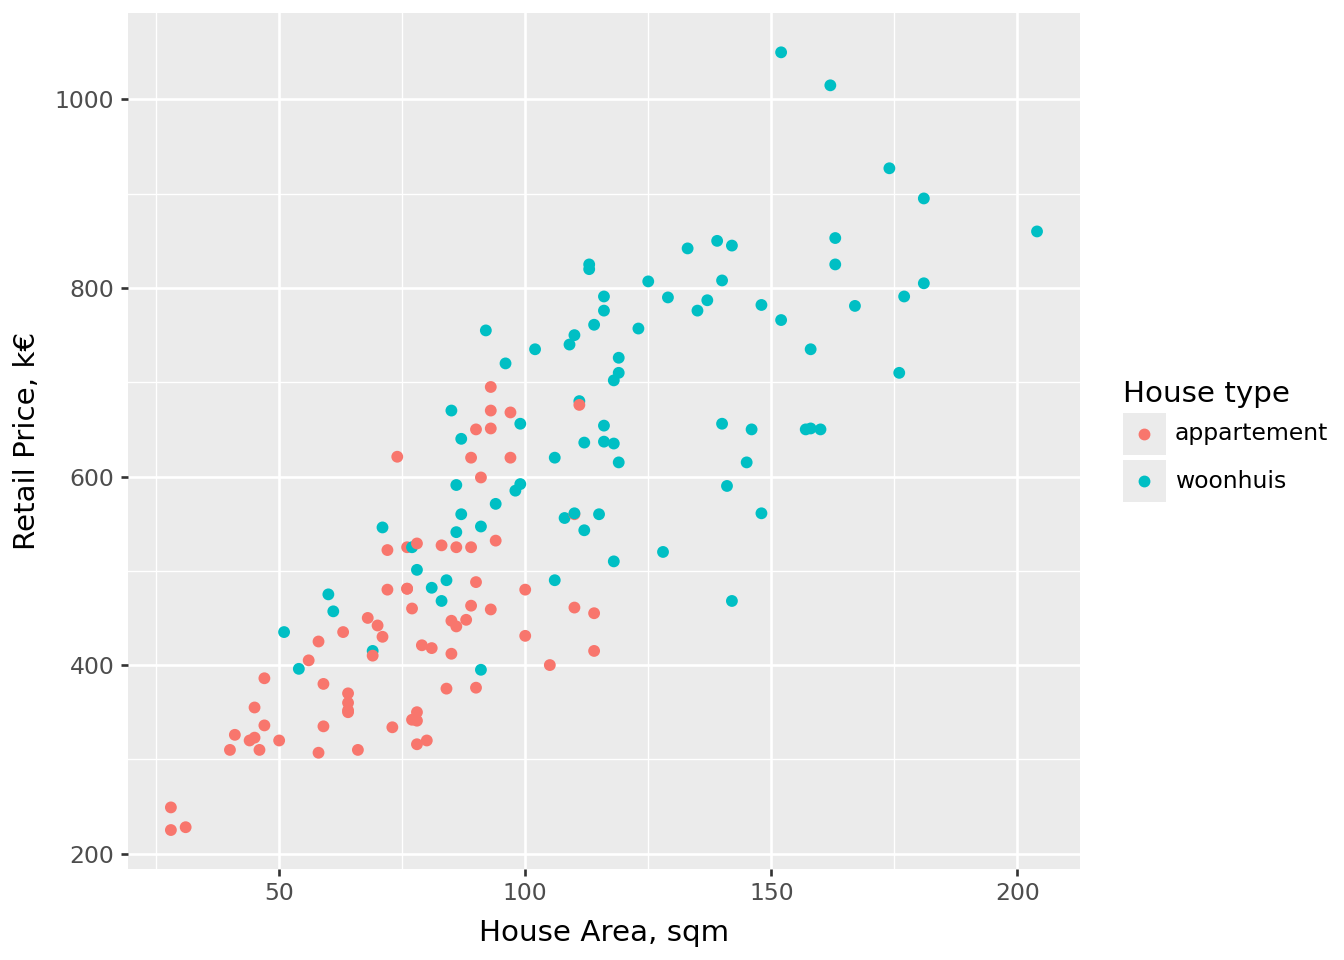 1000
800
600
400
200
Retail Price, k€
50 100 150 200
House Area, sqm
House type
appartement
woonhuis